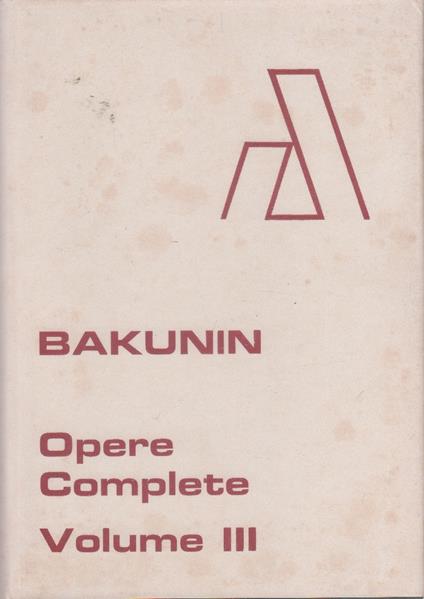 BAKUNIN
Opere
Complete
Volume III